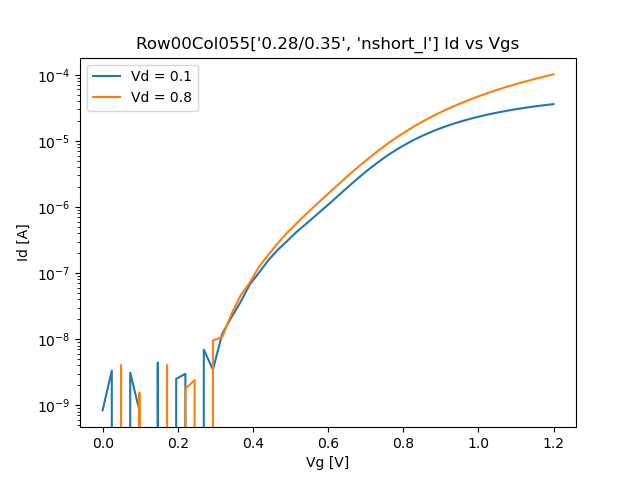 Row00Col055['0.28/0.35', 'nshort_l'] Id vs Vgs
Vd = 0.1
Vd = 0.8
Id [A]
10⁻⁴
10⁻⁵
10⁻⁶
10⁻⁷
10⁻⁸
10⁻⁹
0.0 0.2 0.4 0.6 0.8 1.0 1.2
Vg [V]